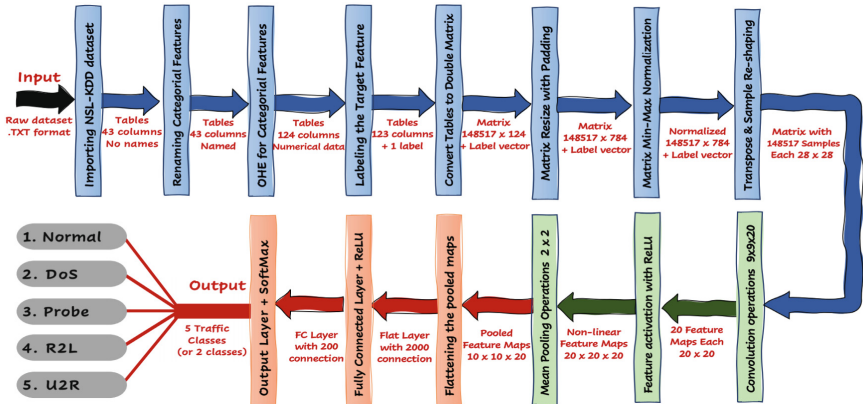 Input
Raw dataset
.TXT format
Importing NSL-KDD dataset
Tables
43 columns
No names
Renaming Categorial Features
Tables
43 columns
Named
OHE for Categorial Features
Tables
124 columns
Numerical data
Labeling the Target Feature
Tables
123 columns
+ 1 label
Convert Tables to Double Matrix
Matrix
148517 x 124
+ Label vector
Matrix Resize with Padding
Matrix
148517 x 784
+ Label vector
Matrix Min-Max Normalization
Normalized
148517 x 784
+ Label vector
Transpose & Sample Re-shaping
Matrix with
148517 Samples
Each 28 x 28
Convolution operations 9x9x20
20 Feature
Maps Each
20 x 20
Feature activation with ReLU
Non-linear
Feature Maps
20 x 20 x 20
Mean Pooling Operations 2 x 2
Pooled
Feature Maps
10 x 10 x 20
Flattening the pooled maps
Flat Layer
with 2000
connection
Fully Connected Layer + ReLU
FC Layer
with 200
connection
Output Layer + SoftMax
Output
5 Traffic
Classes
(or 2 classes)
1. Normal
2. DoS
3. Probe
4. R2L
5. U2R